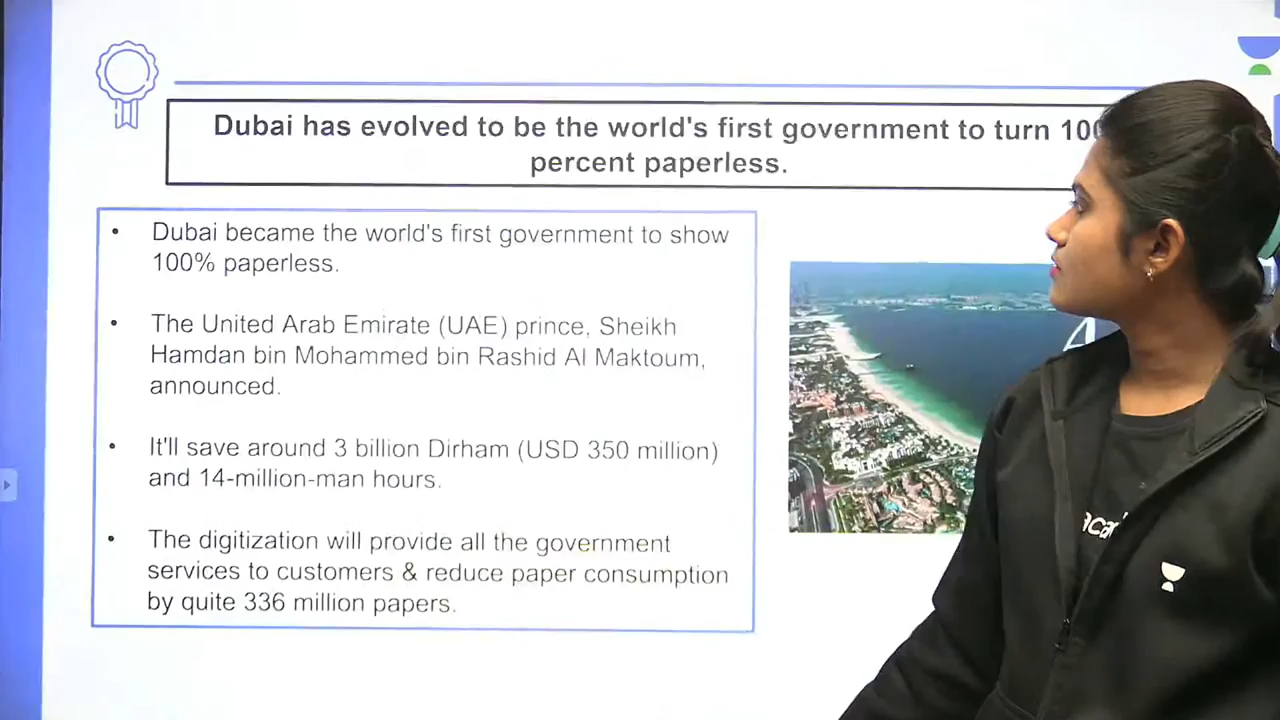 Dubai has evolved to be the world's first government to turn 100
percent paperless.
• Dubai became the world's first government to show
100% paperless.
• The United Arab Emirate (UAE) prince, Sheikh
Hamdan bin Mohammed bin Rashid Al Maktoum,
announced.
• It'll save around 3 billion Dirham (USD 350 million)
and 14-million-man hours.
• The digitization will provide all the government
services to customers & reduce paper consumption
by quite 336 million papers.